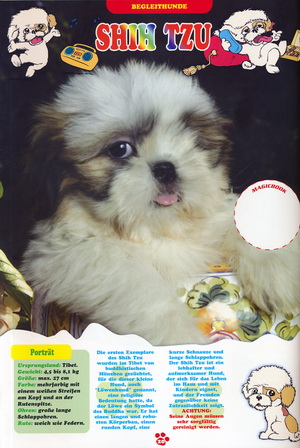 BEGLEITHUNDE
SHIH TZU
MAGICBOOK
Porträt
Ursprungsland: Tibet.
Gewicht: 4,5 bis 8,1 kg
Größe: max. 27 cm
Farbe: mehrfarbig mit
einem weißen Streifen
am Kopf und an der
Rutenspitze.
Ohren: große lange
Schlappohren.
Rute: weich wie Federn.
Die ersten Exemplare
des Shih Tzu
wurden im Tibet von
buddhistischen
Mönchen gezüchtet,
für die dieser kleine
Hund, auch
"Löwenhund" genannt,
eine religiöse
Bedeutung hatte, da
der Löwe ein Symbol
des Buddha war. Er hat
einen langen und robu-
sten Körperbau, einen
runden Kopf, eine
kurze Schnauze und
lange Schlappohren.
Der Shih Tzu ist ein
lebhafter und
aufmerksamer Hund,
der sich für das Leben
im Haus und mit
Kindern eignet,
und der Fremden
gegenüber keine
Zutraulichkeit zeigt.
ACHTUNG:
Seine Augen müssen
sehr sorgfältig
gereinigt werden.